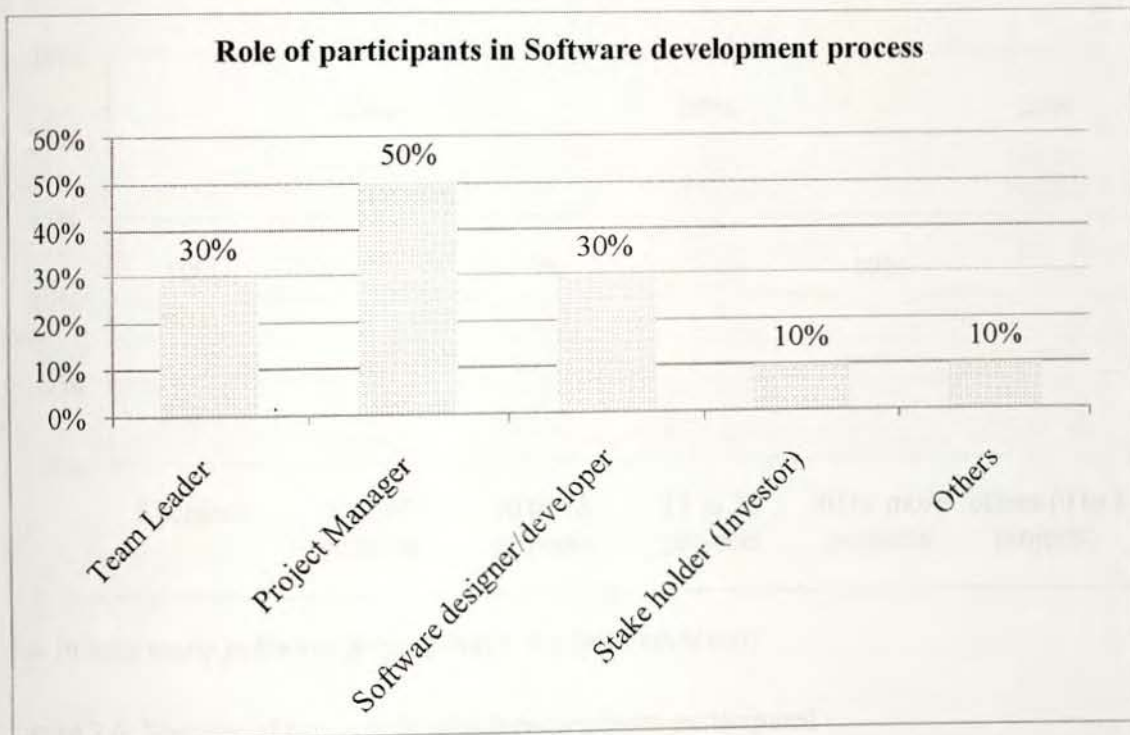 Role of participants in Software development process
60%
50%
40%
30%
20%
10%
0%
30%
50%
30%
10%
10%
Team Leader
Project Manager
Software designer/developer
Stake holder (Investor)
Others